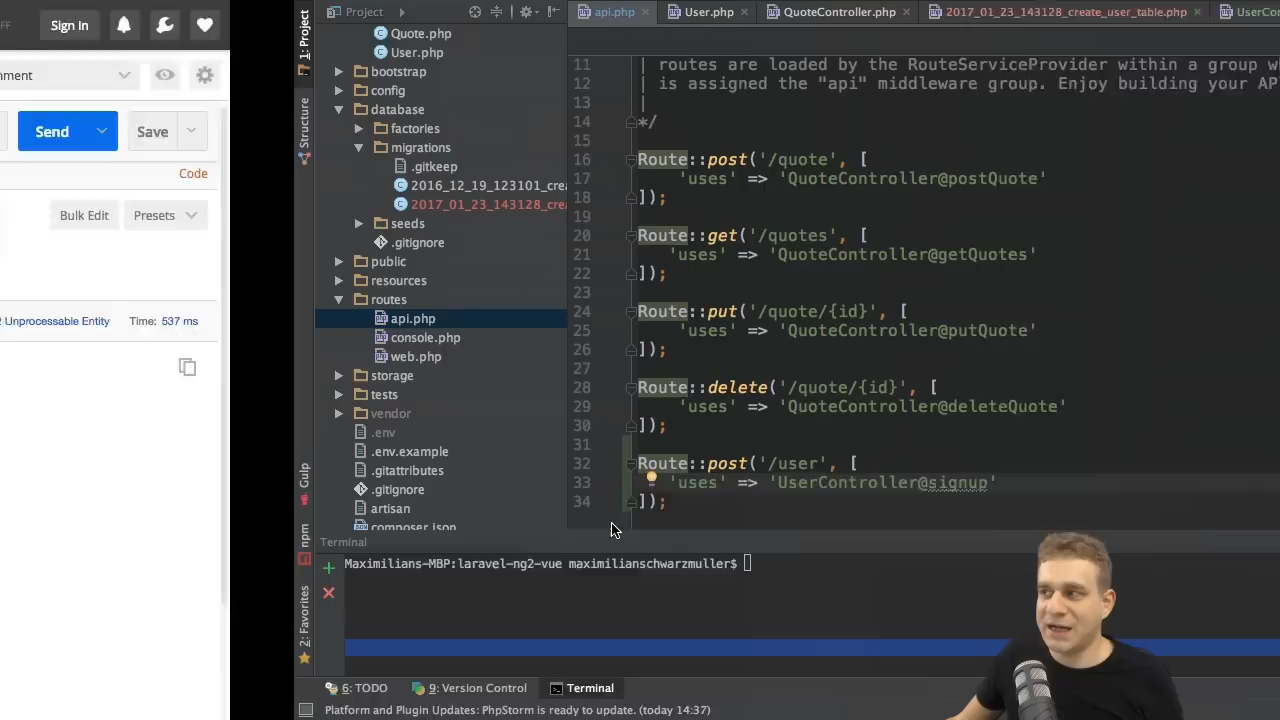 FF
Sign In
nment
Send
Save
Code
Bulk Edit
Presets
2 Unprocessable Entity
Time: 537 ms
1: Project
Structure
Gulp
npm
2: Favorites
Project
Quote.php
User.php
bootstrap
config
database
factories
migrations
.gitkeep
2016_12_19_123101_crea
2017_01_23_143128_crea
seeds
.gitignore
public
resources
routes
api.php
console.php
web.php
storage
tests
vendor
.env
.env.example
.gitattributes
.gitignore
artisan
composer.json
api.php
User.php
QuoteController.php
2017_01_23_143128_create_user_table.php
UserCo
11 | routes are loaded by the RouteServiceProvider within a group w
12 | is assigned the "api" middleware group. Enjoy building your AP
13 |
14 */
15
16 Route::post('/quote', [
17 'uses' => 'QuoteController@postQuote'
18 ]);
19
20 Route::get('/quotes', [
21 'uses' => 'QuoteController@getQuotes'
22 ]);
23
24 Route::put('/quote/{id}', [
25 'uses' => 'QuoteController@putQuote'
26 ]);
27
28 Route::delete('/quote/{id}', [
29 'uses' => 'QuoteController@deleteQuote'
30 ]);
31
32 Route::post('/user', [
33 'uses' => 'UserController@signup'
34 ]);
Terminal
Maximilians-MBP:laravel-ng2-vue maximilianschwarzmuller$
6: TODO
9: Version Control
Terminal
Platform and Plugin Updates: PhpStorm is ready to update. (today 14:37)